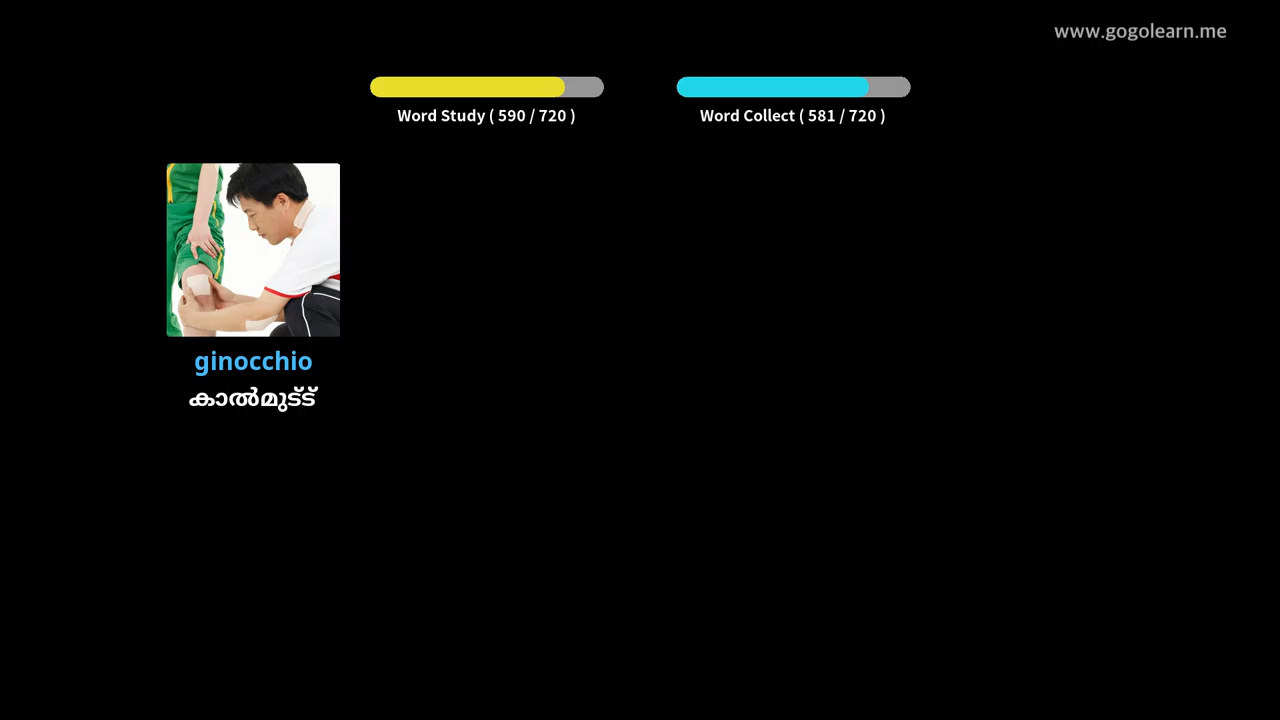 www.gogolearn.me
Word Study ( 590 / 720 )
Word Collect ( 581 / 720 )
ginocchio
കാൽമുട്ട്